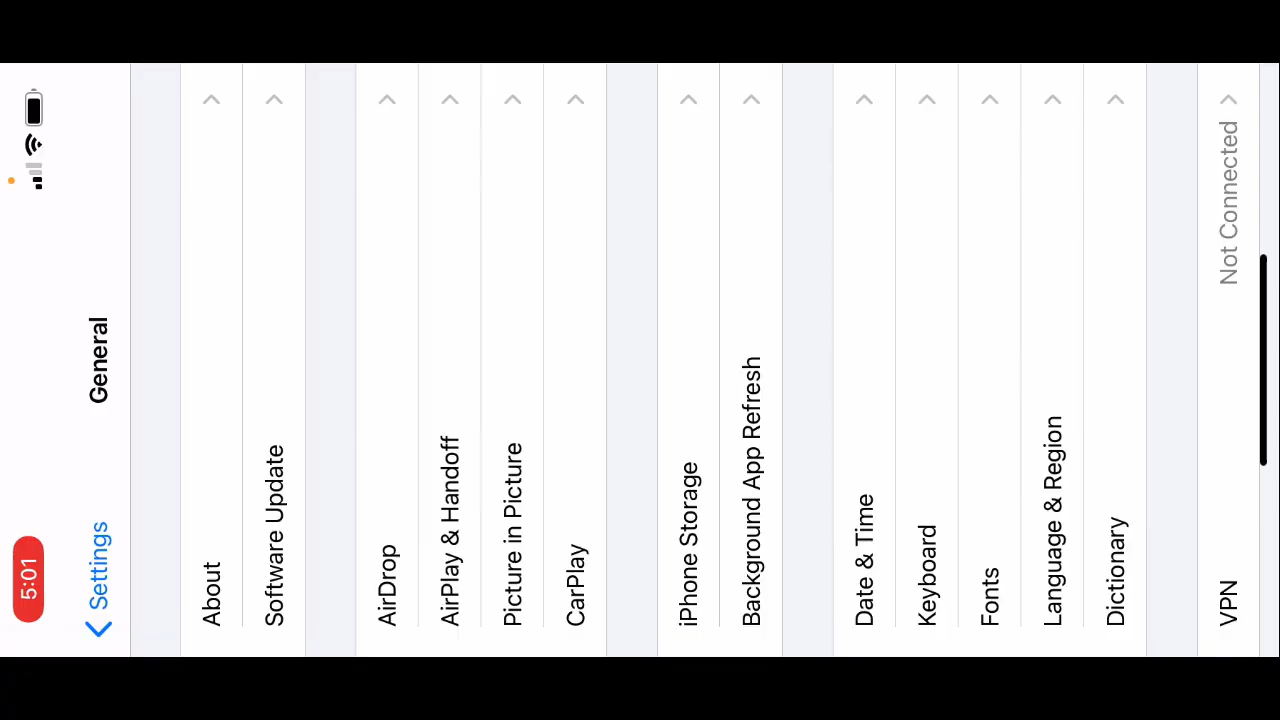 5:01
Settings
General
About
Software Update
AirDrop
AirPlay & Handoff
Picture in Picture
CarPlay
iPhone Storage
Background App Refresh
Date & Time
Keyboard
Fonts
Language & Region
Dictionary
VPN Not Connected